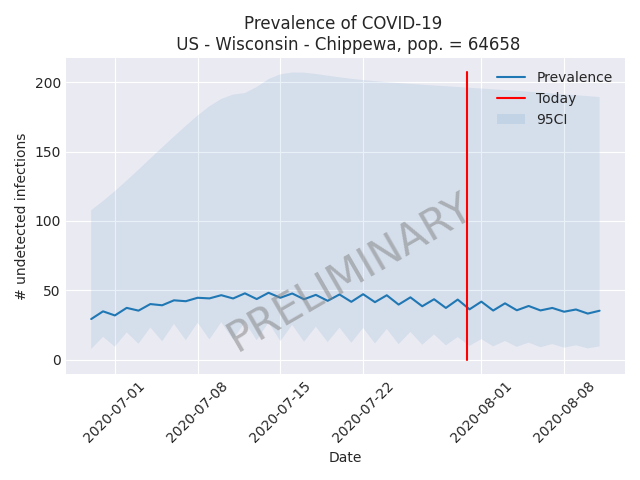 Prevalence of COVID-19
US - Wisconsin - Chippewa, pop. = 64658
# undetected infections
200
150
100
50
0
Prevalence
Today
95CI
PRELIMINARY
2020-07-01
2020-07-08
2020-07-15
2020-07-22
2020-08-01
2020-08-08
Date